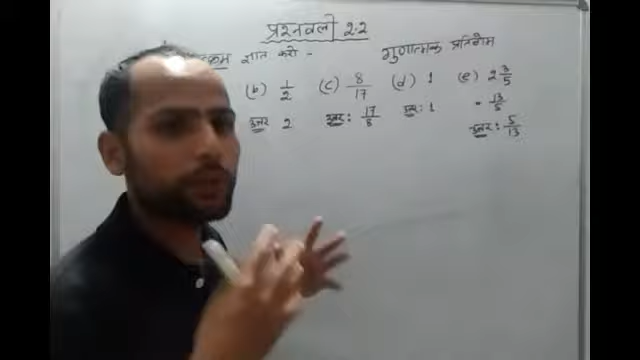 प्रश्नवली 2.2
ज्ञात करो - गुणात्मक प्रतिलोम
(b) 1/2 (c) 8/17 (d) 1 (e) 2 3/5
= 13/5
उत्तर 2 उत्तर: 17/8 उत्तर: 1
उत्तर: 5/13